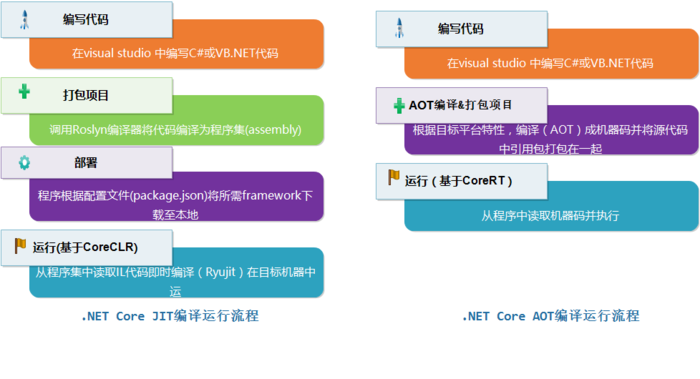 编写代码
在visual studio 中编写C#或VB.NET代码
打包项目
调用Roslyn编译器将代码编译为程序集(assembly)
部署
程序根据配置文件(package.json)将所需framework下
载至本地
运行(基于CoreCLR)
从程序集中读取IL代码即时编译（Ryujit）在目标机器中
运
.NET Core JIT编译运行流程
编写代码
在visual studio 中编写C#或VB.NET代码
AOT编译&打包项目
根据目标平台特性，编译（AOT）成机器码并将源代码
中引用包打包在一起
运行（基于CoreRT）
从程序中读取机器码并执行
.NET Core AOT编译运行流程